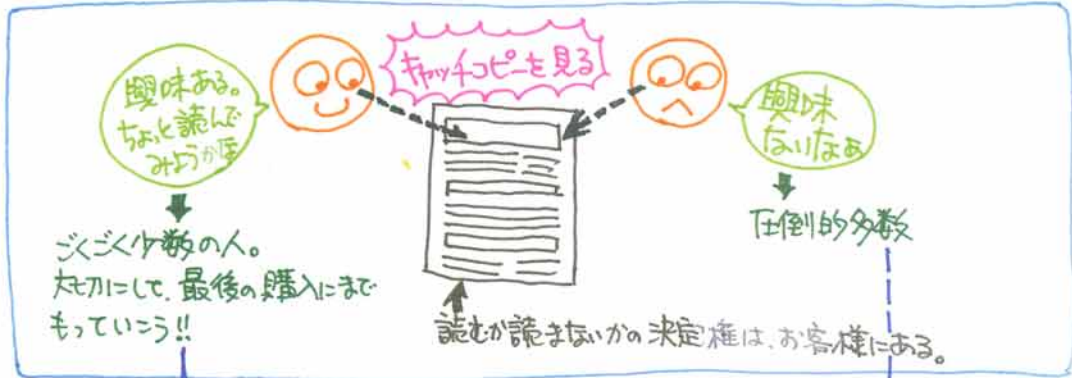 キャッチコピーを見る
興味ある。
ちょっと読んで
みようかな
興味
ないなぁ
ごくごく少数の人。
大切にして、最後の購入にまで
もっていこう!!
圧倒的多数
読むか読まないかの決定権は、お客様にある。